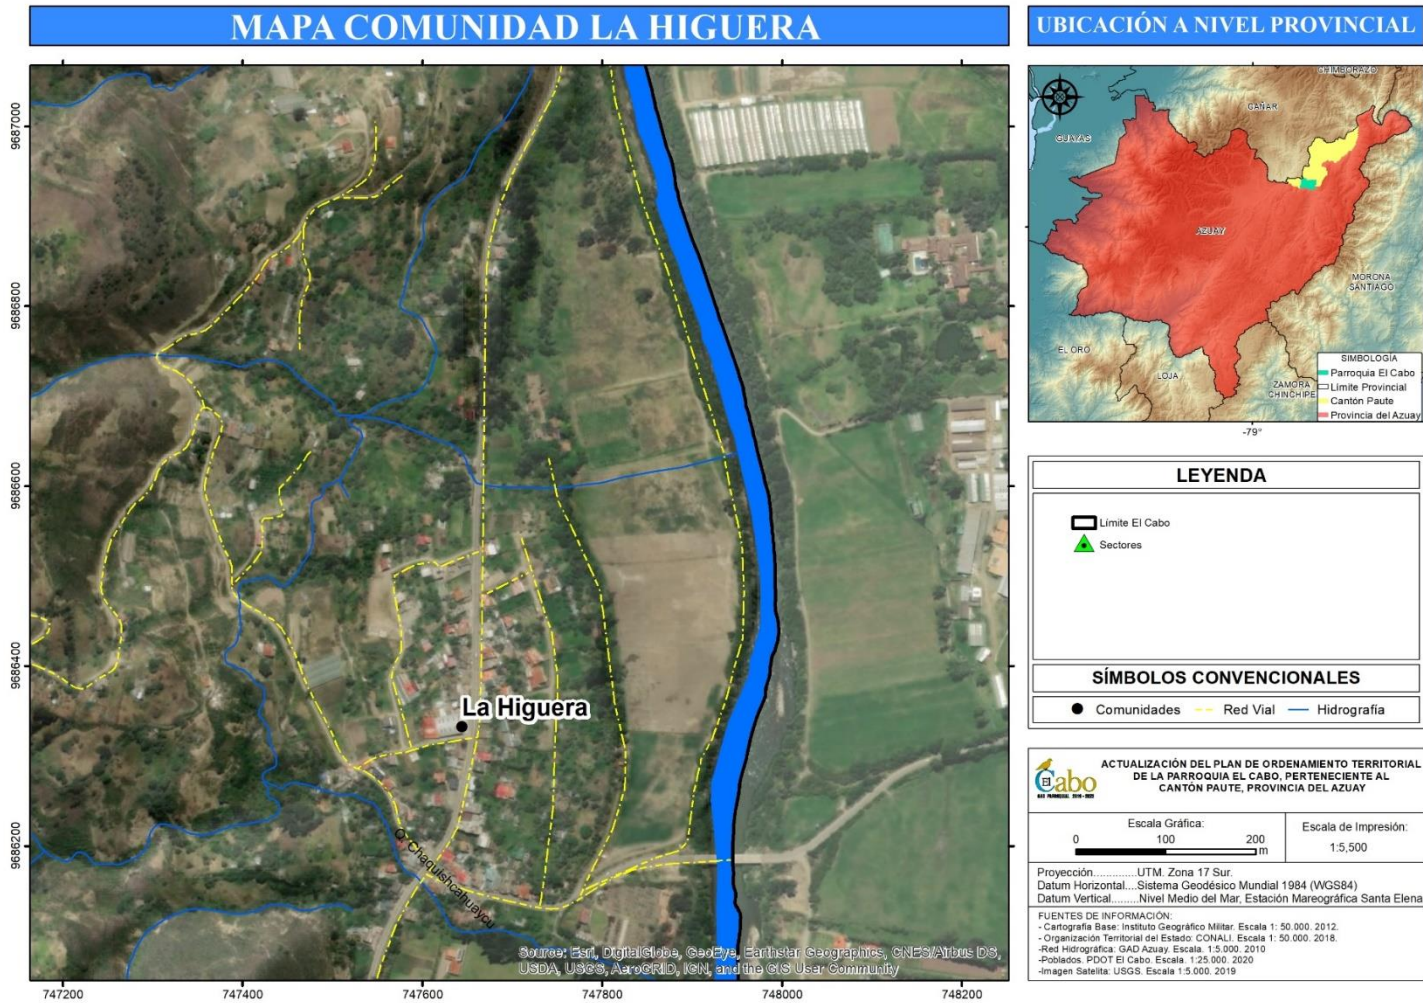 MAPA COMUNIDAD LA HIGUERA
UBICACIÓN A NIVEL PROVINCIAL
9687000
9686800
9686600
9686400
9686200
747200
747400
747600
747800
748000
748200
La Higuera
Q. Chaquishcahuaycu
Source: Esri, DigitalGlobe, GeoEye, Earthstar Geographics, CNES/Airbus DS,
USDA, USGS, AeroGRID, IGN, and the GIS User Community
CHIMBORAZO
CAÑAR
GUAYAS
AZUAY
MORONA
SANTIAGO
EL ORO
LOJA
ZAMORA
CHINCHIPE
-79°
SIMBOLOGÍA
Parroquia El Cabo
Límite Provincial
Cantón Paute
Provincia del Azuay
LEYENDA
Límite El Cabo
Sectores
SÍMBOLOS CONVENCIONALES
Comunidades Red Vial Hidrografía
El Cabo
ACTUALIZACIÓN DEL PLAN DE ORDENAMIENTO TERRITORIAL
DE LA PARROQUIA EL CABO, PERTENECIENTE AL
CANTÓN PAUTE, PROVINCIA DEL AZUAY
Escala Gráfica:
0 100 200
m
Escala de Impresión:
1:5,500
Proyección..............UTM. Zona 17 Sur.
Datum Horizontal....Sistema Geodésico Mundial 1984 (WGS84)
Datum Vertical.........Nivel Medio del Mar, Estación Mareográfica Santa Elena
FUENTES DE INFORMACIÓN:
- Cartografía Base: Instituto Geográfico Militar. Escala 1: 50.000. 2012.
- Organización Territorial del Estado: CONALI. Escala 1: 50.000. 2018.
-Red Hidrográfica: GAD Azuay. Escala. 1:5.000. 2010
-Poblados. PDOT El Cabo. Escala. 1:25.000. 2020
-Imagen Satelita: USGS. Escala 1:5.000. 2019